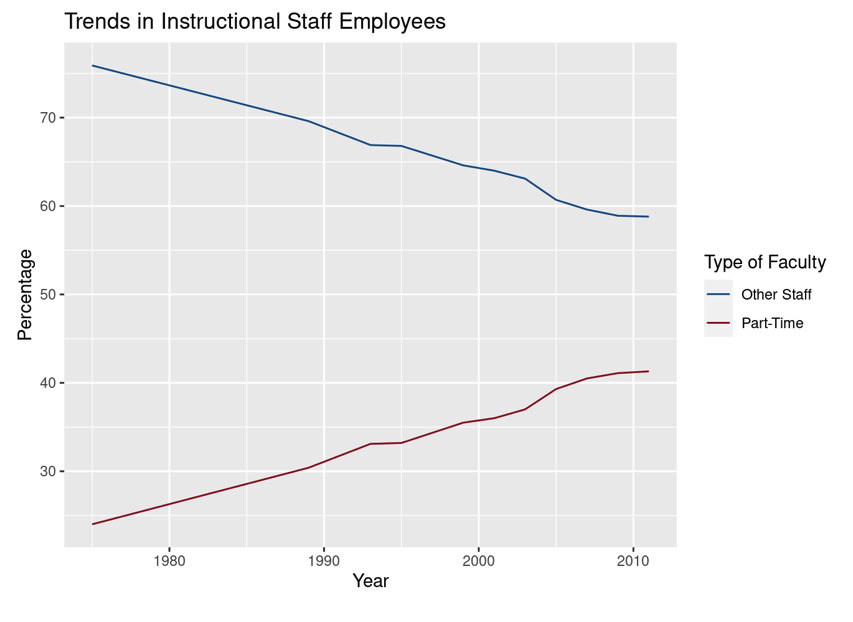 Trends in Instructional Staff Employees
70
60
50
40
30
Percentage
1980 1990 2000 2010
Year
Type of Faculty
Other Staff
Part-Time